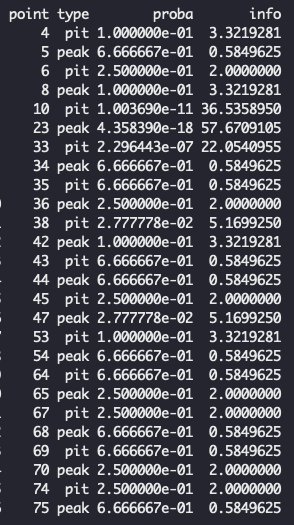 point type proba info
4 pit 1.000000e-01 3.3219281
5 peak 6.666667e-01 0.5849625
6 pit 2.500000e-01 2.0000000
8 peak 1.000000e-01 3.3219281
10 pit 1.003690e-11 36.5358950
23 peak 4.358390e-18 57.6709105
33 pit 2.296443e-07 22.0540955
34 peak 6.666667e-01 0.5849625
35 pit 6.666667e-01 0.5849625
36 peak 2.500000e-01 2.0000000
38 pit 2.777778e-02 5.1699250
42 peak 1.000000e-01 3.3219281
43 pit 6.666667e-01 0.5849625
44 peak 6.666667e-01 0.5849625
45 pit 2.500000e-01 2.0000000
47 peak 2.777778e-02 5.1699250
53 pit 1.000000e-01 3.3219281
54 peak 6.666667e-01 0.5849625
64 pit 6.666667e-01 0.5849625
65 peak 2.500000e-01 2.0000000
67 pit 2.500000e-01 2.0000000
68 peak 6.666667e-01 0.5849625
69 pit 6.666667e-01 0.5849625
70 peak 2.500000e-01 2.0000000
74 pit 2.500000e-01 2.0000000
75 peak 6.666667e-01 0.5849625